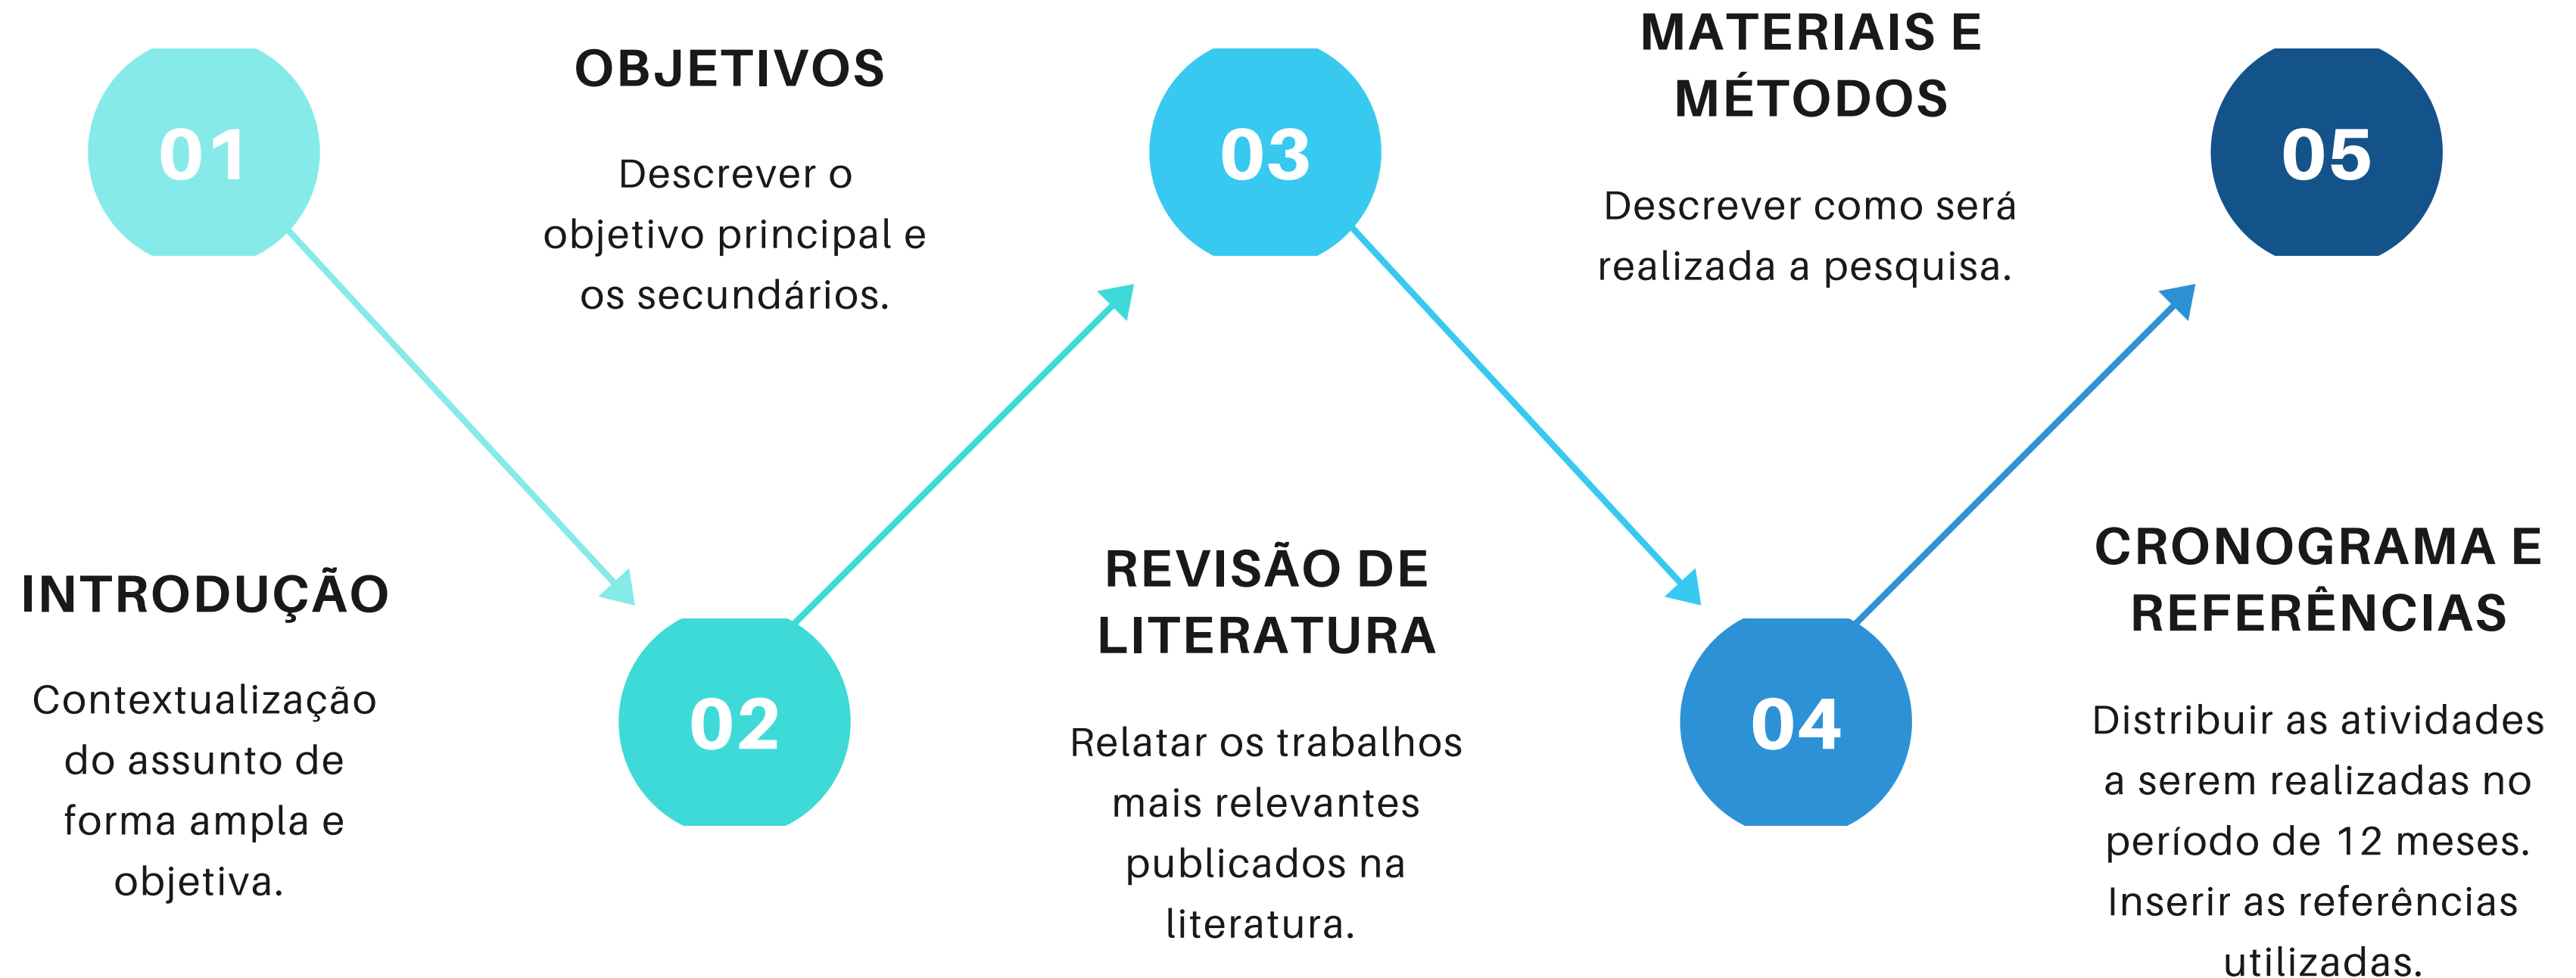 01
INTRODUÇÃO
Contextualização
do assunto de
forma ampla e
objetiva.
OBJETIVOS
Descrever o
objetivo principal e
os secundários.
02
03
REVISÃO DE
LITERATURA
Relatar os trabalhos
mais relevantes
publicados na
literatura.
MATERIAIS E
MÉTODOS
Descrever como será
realizada a pesquisa.
04
05
CRONOGRAMA E
REFERÊNCIAS
Distribuir as atividades
a serem realizadas no
período de 12 meses.
Inserir as referências
utilizadas.